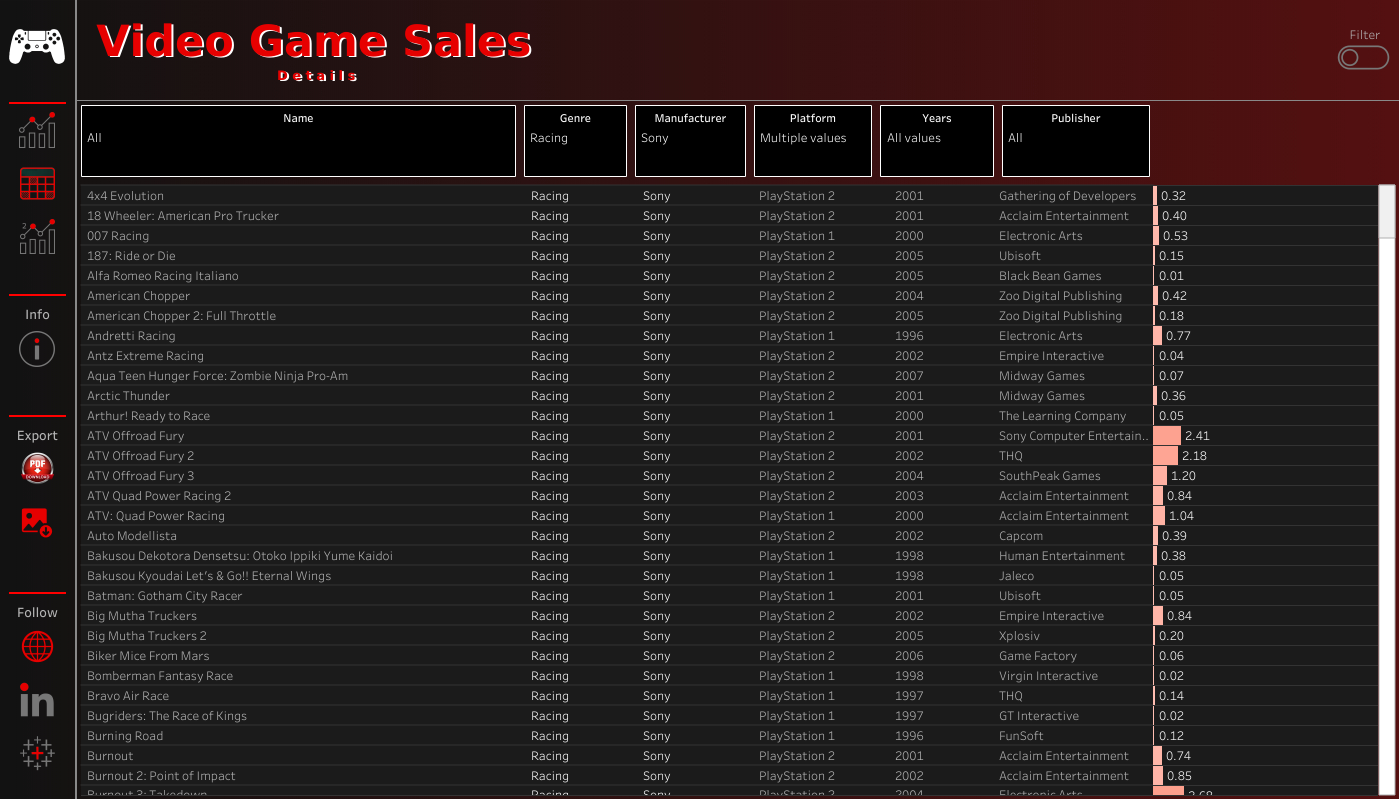 Video Game Sales
Details
Filter
Name Genre Manufacturer Platform Years Publisher
All Racing Sony Multiple values All values All
4x4 Evolution Racing Sony PlayStation 2 2001 Gathering of Developers 0.32
18 Wheeler: American Pro Trucker Racing Sony PlayStation 2 2001 Acclaim Entertainment 0.40
007 Racing Racing Sony PlayStation 1 2000 Electronic Arts 0.53
187: Ride or Die Racing Sony PlayStation 2 2005 Ubisoft 0.15
Alfa Romeo Racing Italiano Racing Sony PlayStation 2 2005 Black Bean Games 0.01
American Chopper Racing Sony PlayStation 2 2004 Zoo Digital Publishing 0.42
American Chopper 2: Full Throttle Racing Sony PlayStation 2 2005 Zoo Digital Publishing 0.18
Andretti Racing Racing Sony PlayStation 1 1996 Electronic Arts 0.77
Antz Extreme Racing Racing Sony PlayStation 2 2002 Empire Interactive 0.04
Aqua Teen Hunger Force: Zombie Ninja Pro-Am Racing Sony PlayStation 2 2007 Midway Games 0.07
Arctic Thunder Racing Sony PlayStation 2 2001 Midway Games 0.36
Arthur! Ready to Race Racing Sony PlayStation 1 2000 The Learning Company 0.05
ATV Offroad Fury Racing Sony PlayStation 2 2001 Sony Computer Entertain.. 2.41
ATV Offroad Fury 2 Racing Sony PlayStation 2 2002 THQ 2.18
ATV Offroad Fury 3 Racing Sony PlayStation 2 2004 SouthPeak Games 1.20
ATV Quad Power Racing 2 Racing Sony PlayStation 2 2003 Acclaim Entertainment 0.84
ATV: Quad Power Racing Racing Sony PlayStation 1 2000 Acclaim Entertainment 1.04
Auto Modellista Racing Sony PlayStation 2 2002 Capcom 0.39
Bakusou Dekotora Densetsu: Otoko Ippiki Yume Kaidoi Racing Sony PlayStation 1 1998 Human Entertainment 0.38
Bakusou Kyoudai Let's & Go!! Eternal Wings Racing Sony PlayStation 1 1998 Jaleco 0.05
Batman: Gotham City Racer Racing Sony PlayStation 1 2001 Ubisoft 0.05
Big Mutha Truckers Racing Sony PlayStation 2 2002 Empire Interactive 0.84
Big Mutha Truckers 2 Racing Sony PlayStation 2 2005 Xplosiv 0.20
Biker Mice From Mars Racing Sony PlayStation 2 2006 Game Factory 0.06
Bomberman Fantasy Race Racing Sony PlayStation 1 1998 Virgin Interactive 0.02
Bravo Air Race Racing Sony PlayStation 1 1997 THQ 0.14
Bugriders: The Race of Kings Racing Sony PlayStation 1 1997 GT Interactive 0.02
Burning Road Racing Sony PlayStation 1 1996 FunSoft 0.12
Burnout Racing Sony PlayStation 2 2001 Acclaim Entertainment 0.74
Burnout 2: Point of Impact Racing Sony PlayStation 2 2002 Acclaim Entertainment 0.85
Burnout 3: Takedown Racing Sony PlayStation 2 2004 Electronic Arts
2
Info
Export
PDF
DOWNLOAD
Follow
in